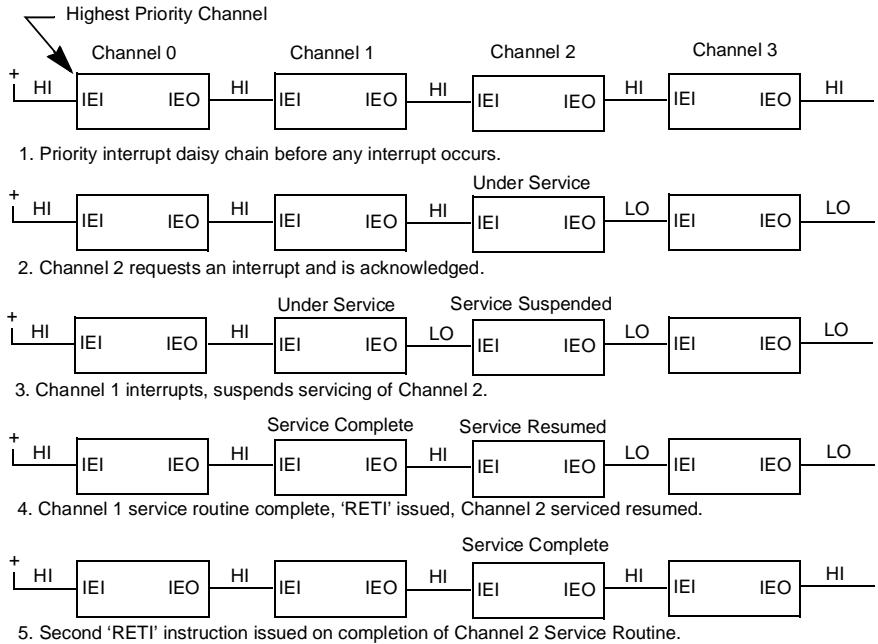 Highest Priority Channel
Channel 0 Channel 1 Channel 2 Channel 3
+ HI IEI IEO HI IEI IEO HI IEI IEO HI IEI IEO HI
1. Priority interrupt daisy chain before any interrupt occurs.
Under Service
+ HI IEI IEO HI IEI IEO HI IEI IEO LO IEI IEO LO
2. Channel 2 requests an interrupt and is acknowledged.
Under Service Service Suspended
+ HI IEI IEO HI IEI IEO LO IEI IEO LO IEI IEO LO
3. Channel 1 interrupts, suspends servicing of Channel 2.
Service Complete Service Resumed
+ HI IEI IEO HI IEI IEO HI IEI IEO LO IEI IEO LO
4. Channel 1 service routine complete, ‘RETI’ issued, Channel 2 serviced resumed.
Service Complete
+ HI IEI IEO HI IEI IEO HI IEI IEO HI IEI IEO HI
5. Second ‘RETI’ instruction issued on completion of Channel 2 Service Routine.